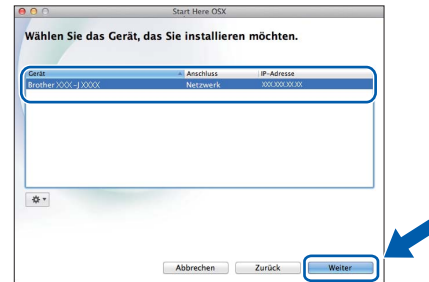 Start Here OSX
Wählen Sie das Gerät, das Sie installieren möchten.
Gerät Anschluss IP-Adresse
Brother XXX-JXXXX Netzwerk XXX.XXX.XX.XX
Abbrechen Zurück Weiter